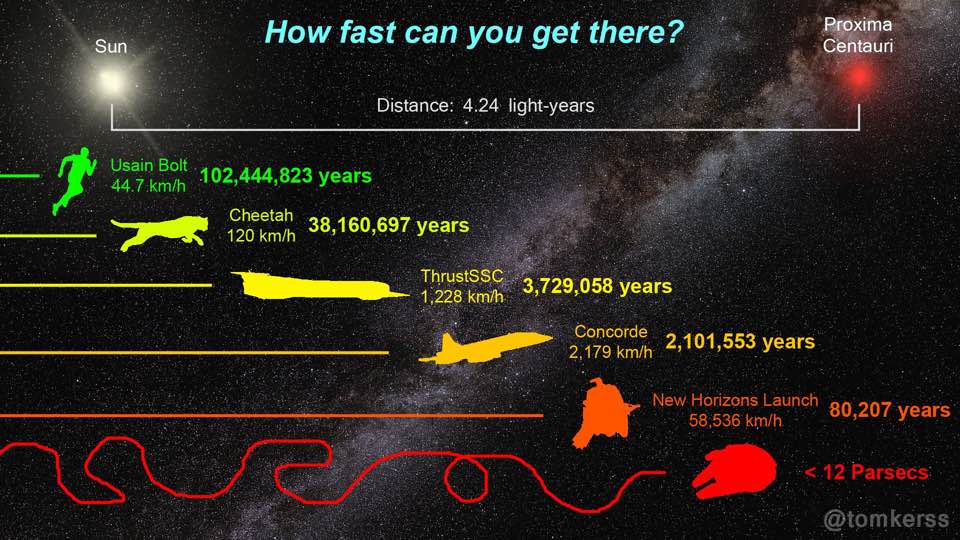 How fast can you get there?
Sun
Proxima
Centauri
Distance: 4.24 light-years
Usain Bolt
44.7 km/h
102,444,823 years
Cheetah
120 km/h
38,160,697 years
ThrustSSC
1,228 km/h
3,729,058 years
Concorde
2,179 km/h
2,101,553 years
New Horizons Launch
58,536 km/h
80,207 years
< 12 Parsecs
@tomkerss